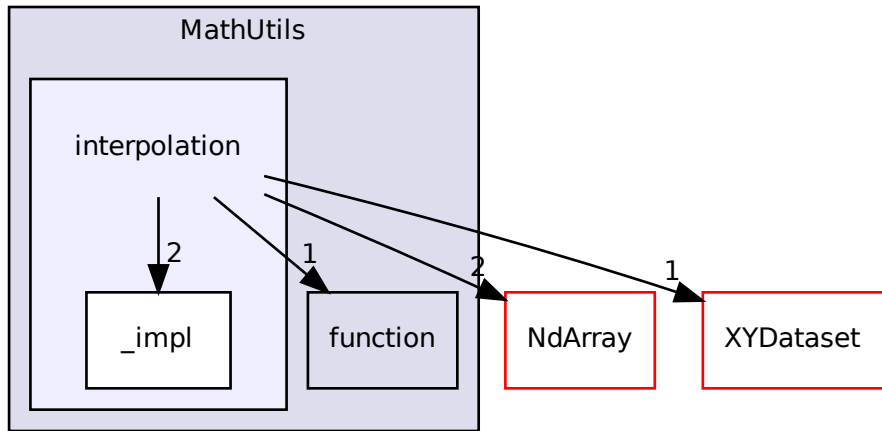 MathUtils
interpolation
2
1
2
1
_impl
function
NdArray
XYDataset